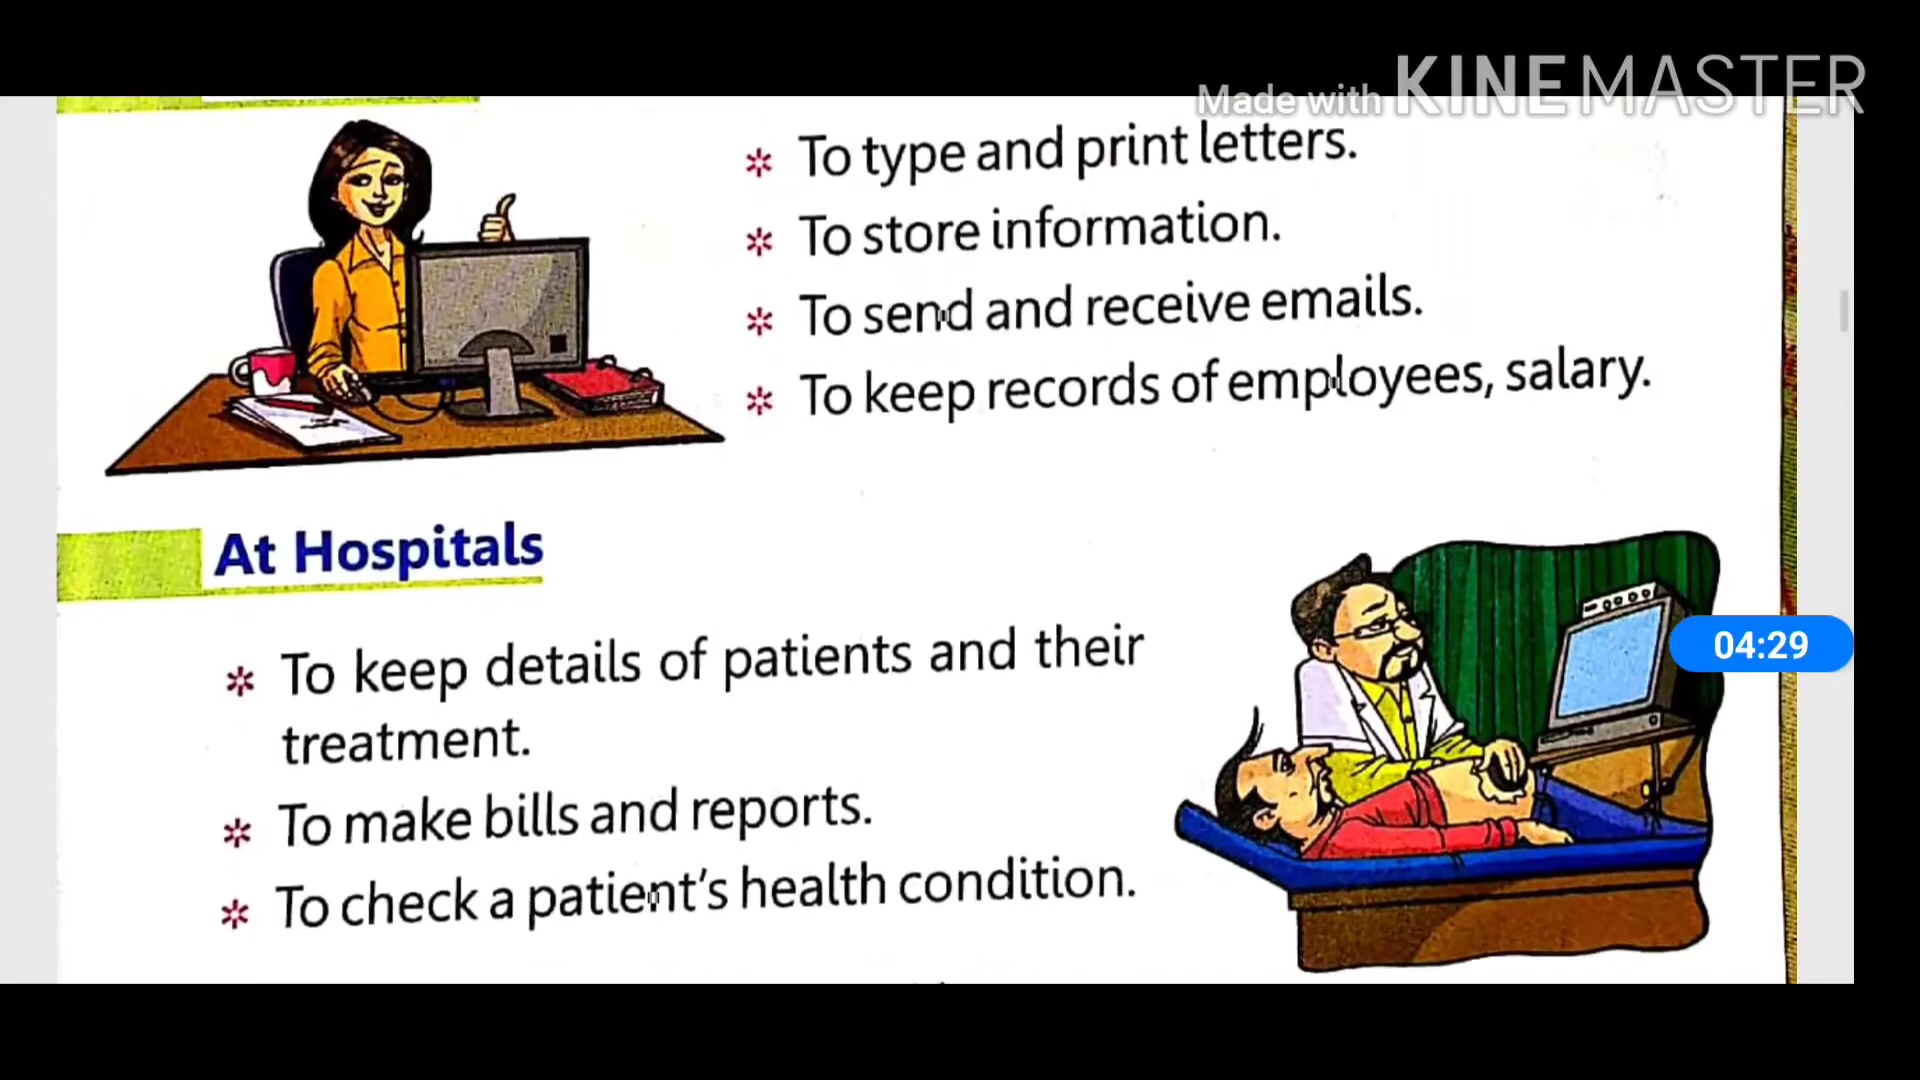 Made with KINEMASTER
* To type and print letters.
* To store information.
* To send and receive emails.
* To keep records of employees, salary.
At Hospitals
* To keep details of patients and their
treatment.
* To make bills and reports.
* To check a patient's health condition.
04:29